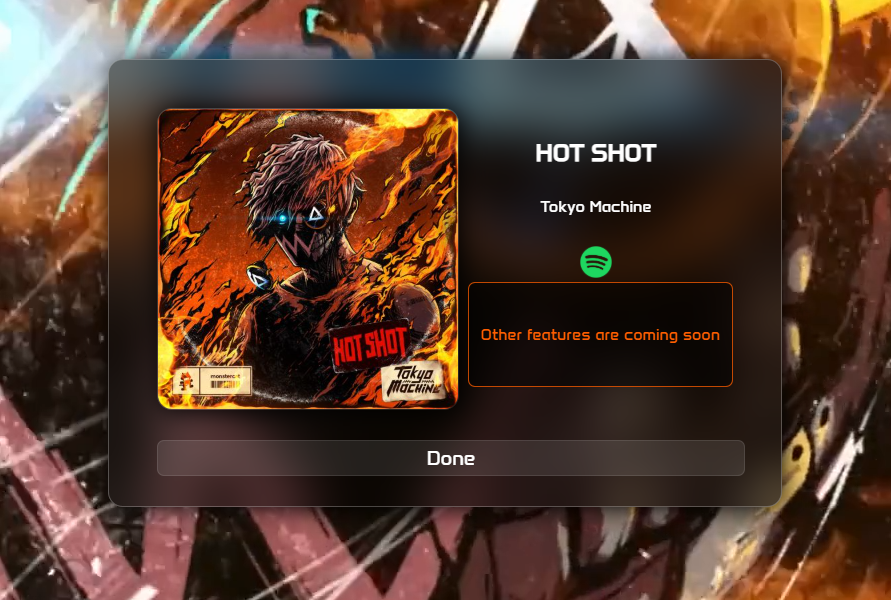 HOT SHOT
Tokyo Machine
Other features are coming soon
HOT SHOT
monstercat
Tokyo
Machine
Done